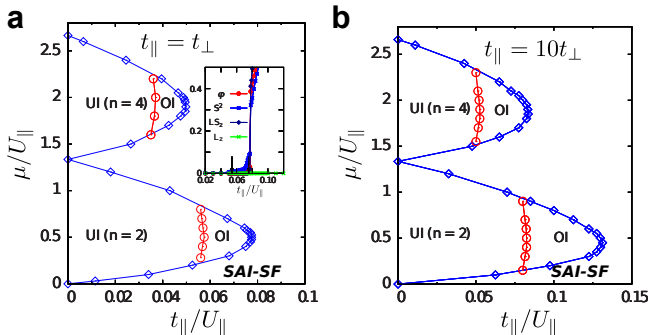 a
t∥ = t⊥
μ/U∥
2.5
2
1.5
1
0.5
0
UI (n = 4)
OI
UI (n = 2)
OI
SAI-SF
0
0.02
0.04
0.06
0.08
0.1
t∥/U∥
0.4
0.2
0
φ
S²
LS₂
L₂
0.02
0.06
0.10
t∥/U∥
b
t∥ = 10t⊥
μ/U∥
2.5
2
1.5
1
0.5
0
UI (n = 4)
OI
UI (n = 2)
OI
SAI-SF
0
0.05
0.1
0.15
t∥/U∥